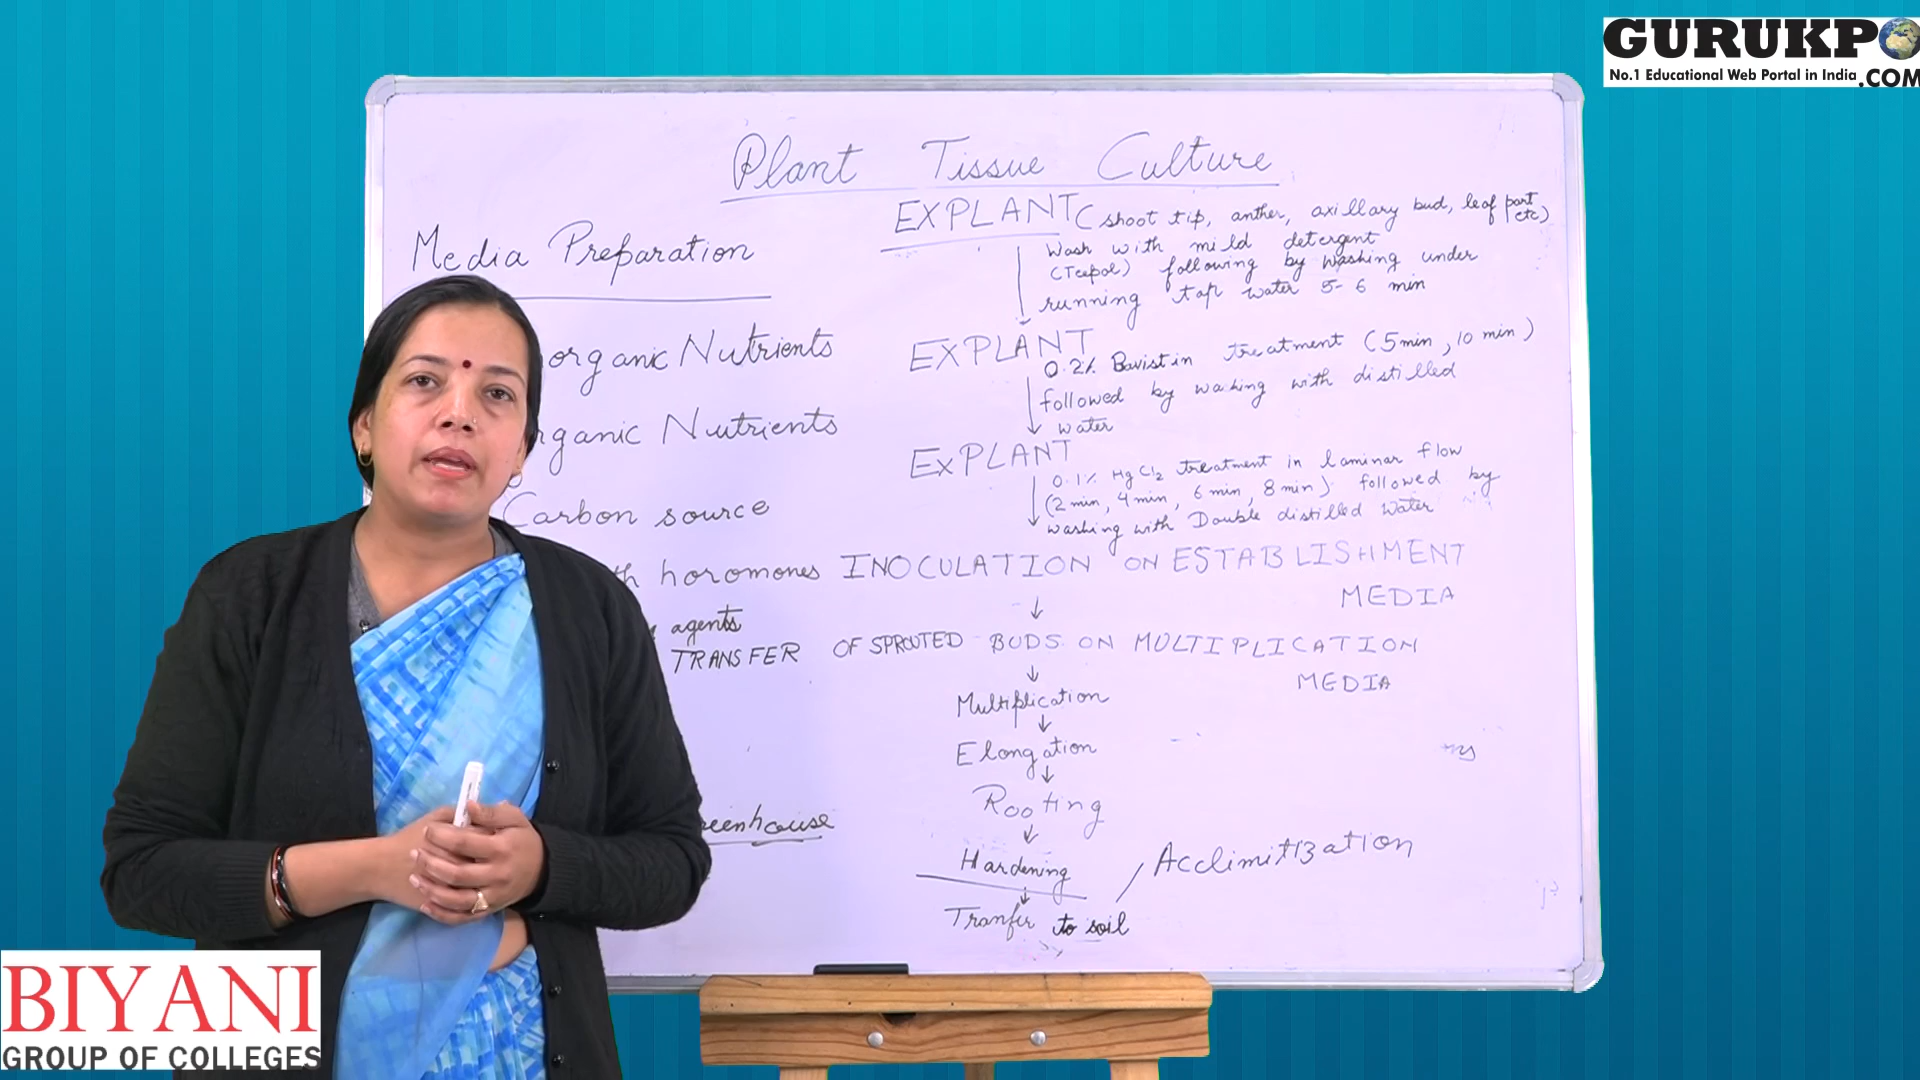 GURUKPO
No.1 Educational Web Portal in India .COM
Plant Tissue Culture
Media Preparation
organic Nutrients
rganic Nutrients
Carbon source
th horomones
agents
eenhouse
EXPLANT ( shoot tip, anther, axillary bud, leaf part etc)
Wash with mild detergent
(Teepol) following by washing under
running tap water 5-6 min
EXPLANT
0.2% Bavistin treatment (5min, 10 min)
followed by washing with distilled
water
EXPLANT
0.1% HgCl2 treatment in laminar flow
(2 min, 4 min, 6 min, 8 min) followed by
washing with Double distilled Water
INOCULATION ON ESTABLISHMENT
MEDIA
TRANSFER OF SPROUTED BUDS ON MULTIPLICATION
MEDIA
Multiplication
Elongation
Rooting
Hardening
Acclimitization
Tranfer to soil
BIYANI
GROUP OF COLLEGES